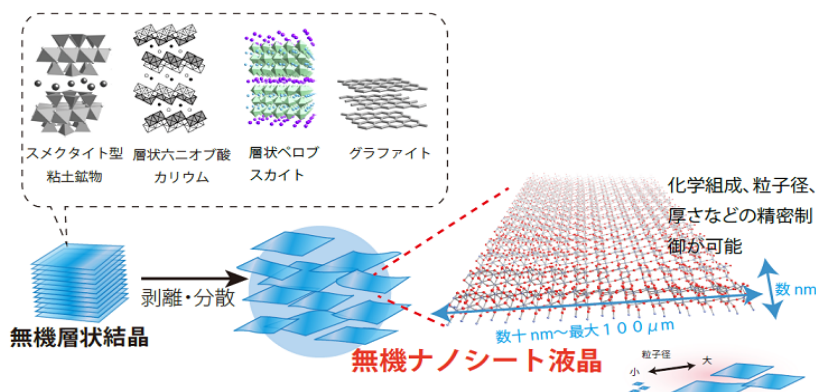 スメクタイト型
粘土鉱物
層状六ニオブ酸
カリウム
層状ペロブ
スカイト
グラファイト
化学組成、粒子径、
厚さなどの精密制
御が可能
剥離・分散
数 nm
無機層状結晶
数十 nm～最大１００μm
無機ナノシート液晶
粒子径
小
大